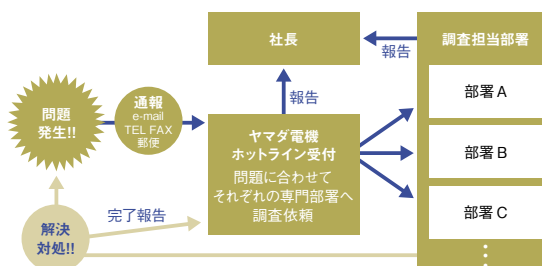 社長
調査担当部署
報告
部署A
問題
発生!!
通報
e-mail
TEL FAX
郵便
報告
ヤマダ電機
ホットライン受付
問題に合わせて
それぞれの専門部署へ
調査依頼
部署B
部署C
完了報告
解決
対処!!